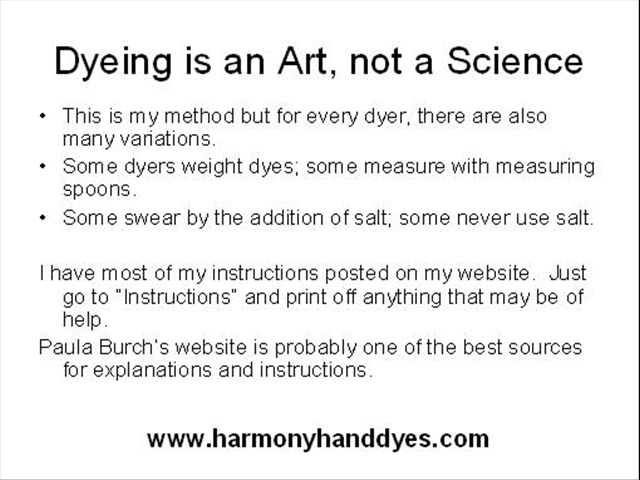 Dyeing is an Art, not a Science
• This is my method but for every dyer, there are also
many variations.
• Some dyers weight dyes; some measure with measuring
spoons.
• Some swear by the addition of salt; some never use salt.
I have most of my instructions posted on my website.  Just
go to "Instructions" and print off anything that may be of
help.
Paula Burch's website is probably one of the best sources
for explanations and instructions.
www.harmonyhanddyes.com